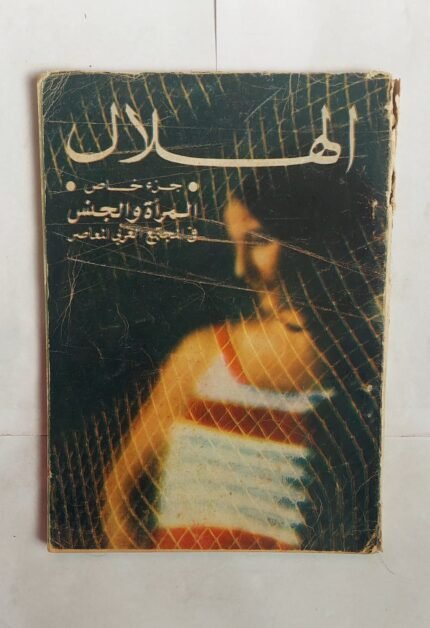 الهلال
• جزء خاص •
المرأة والجنس
في المجتمع العربي المعاصر